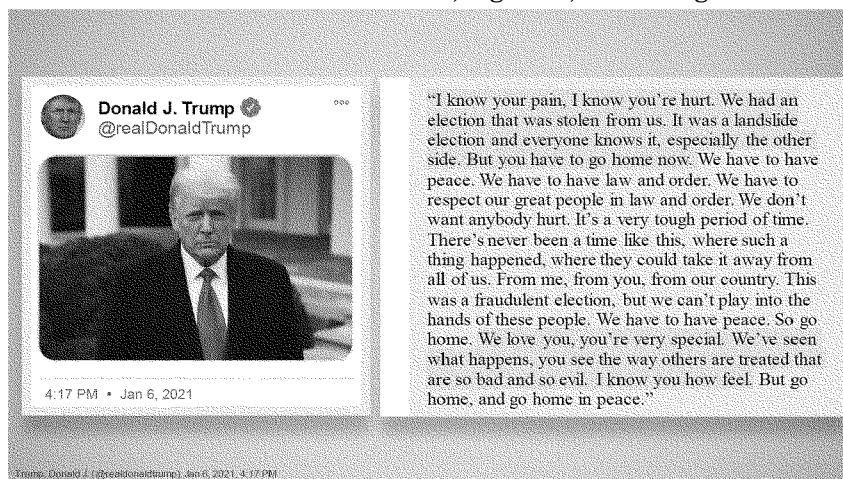 Donald J. Trump
@realDonaldTrump
4:17 PM • Jan 6, 2021
“I know your pain, I know you’re hurt. We had an
election that was stolen from us. It was a landslide
election and everyone knows it, especially the other
side. But you have to go home now. We have to have
peace. We have to have law and order. We have to
respect our great people in law and order. We don’t
want anybody hurt. It’s a very tough period of time.
There’s never been a time like this, where such a
thing happened, where they could take it away from
all of us. From me, from you, from our country. This
was a fraudulent election, but we can’t play into the
hands of these people. We have to have peace. So go
home. We love you, you’re very special. We’ve seen
what happens, you see the way others are treated that
are so bad and so evil. I know you how feel. But go
home, and go home in peace.”
Trump, Donald J. (@realdonaldtrump), Jan 6, 2021, 4:17 PM